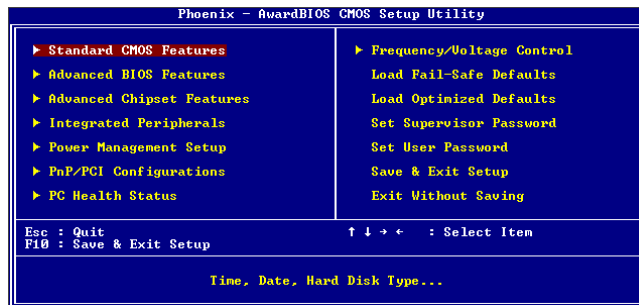 Phoenix - AwardBIOS CMOS Setup Utility
▶ Standard CMOS Features
▶ Advanced BIOS Features
▶ Advanced Chipset Features
▶ Integrated Peripherals
▶ Power Management Setup
▶ PnP/PCI Configurations
▶ PC Health Status
▶ Frequency/Voltage Control
Load Fail-Safe Defaults
Load Optimized Defaults
Set Supervisor Password
Set User Password
Save & Exit Setup
Exit Without Saving
Esc : Quit
F10 : Save & Exit Setup
↑ ↓ → ← : Select Item
Time, Date, Hard Disk Type...